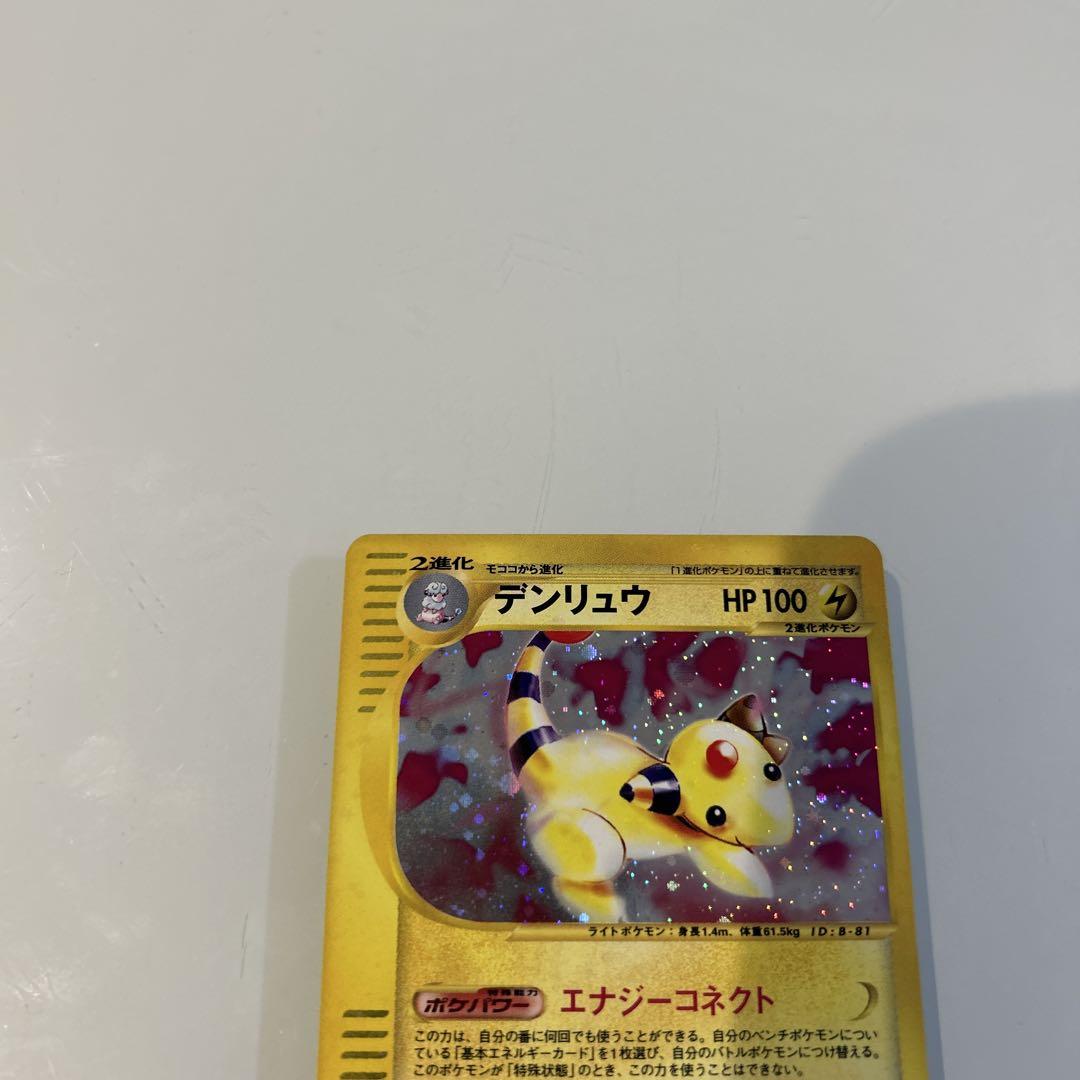 2進化
モココから進化
「1進化ポケモン」の上に重ねて進化させます。
デンリュウ
HP 100
2進化ポケモン
ライトポケモン：身長1.4m、体重61.5kg ID：B-81
特殊能力
ポケパワー
エナジーコネクト
この力は、自分の番に何回でも使うことができる。自分のベンチポケモンについ
ている「基本エネルギーカード」を1枚選び、自分のバトルポケモンにつけ替える。
このポケモンが「特殊状態」のとき、この力を使うことはできない。